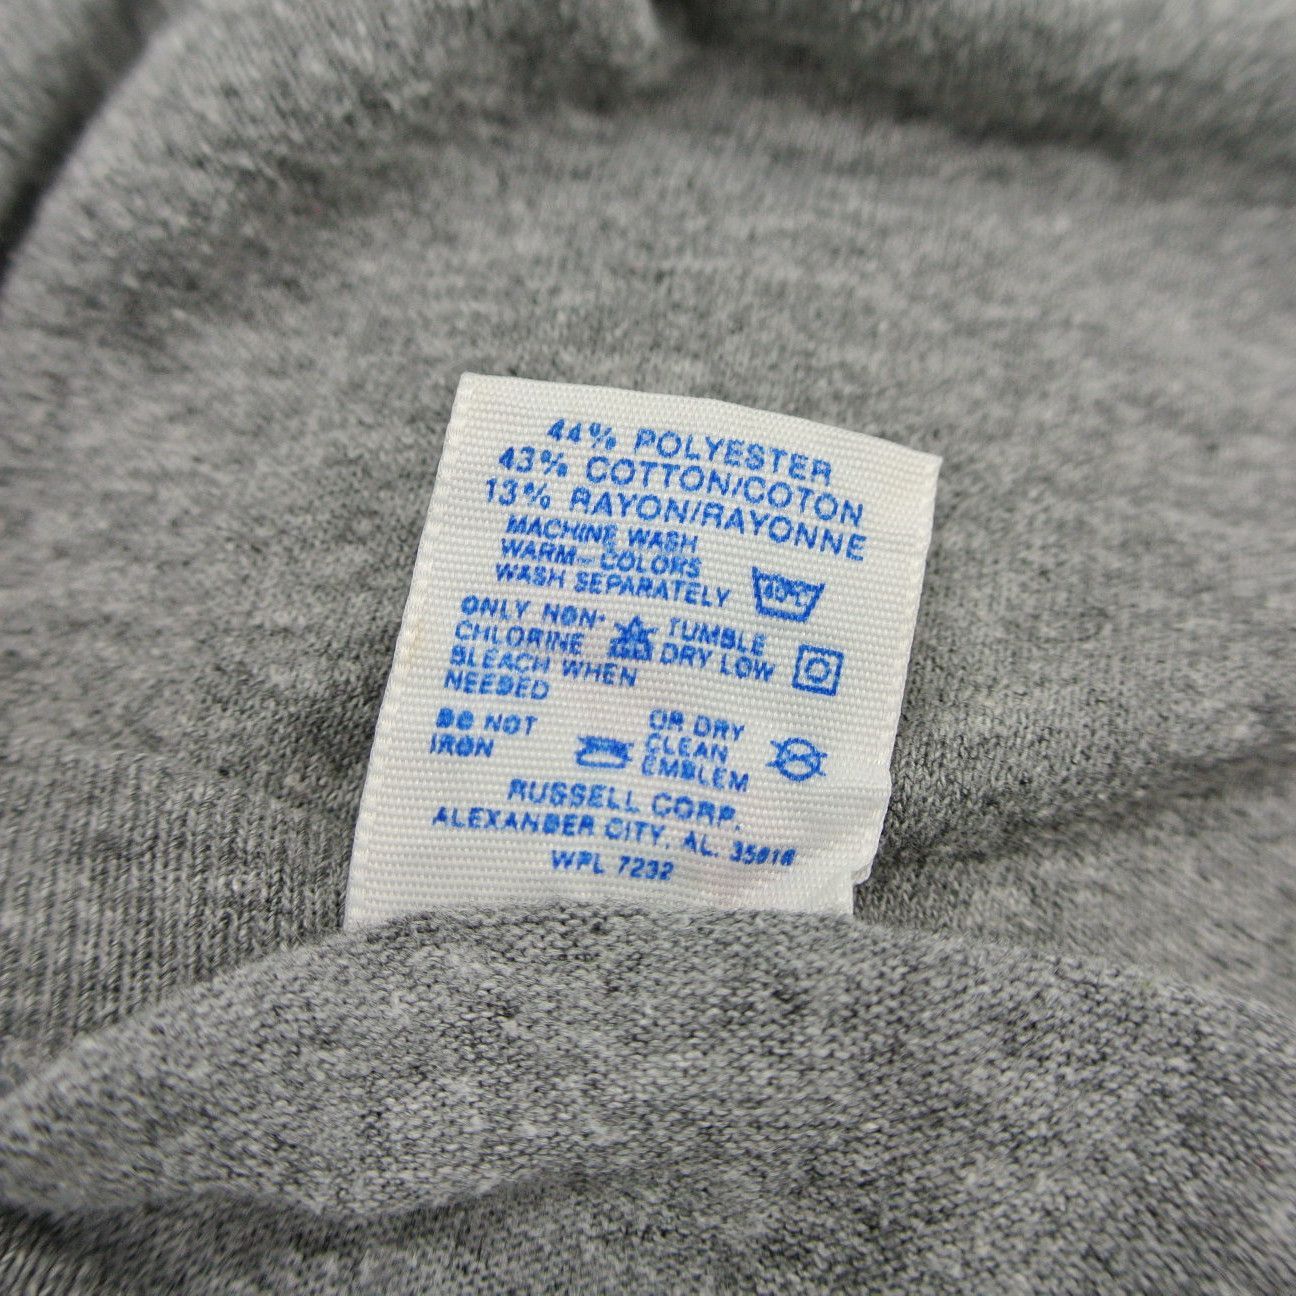 44% POLYESTER
43% COTTON/COTON
13% RAYON/RAYONNE
MACHINE WASH
WARM-COLORS
WASH SEPARATELY
40°C
ONLY NON-
CHLORINE
BLEACH WHEN
NEEDED
TUMBLE
DRY LOW
DO NOT
IRON
OR DRY
CLEAN
EMBLEM
RUSSELL CORP.
ALEXANDER CITY, AL. 35010
WPL 7232